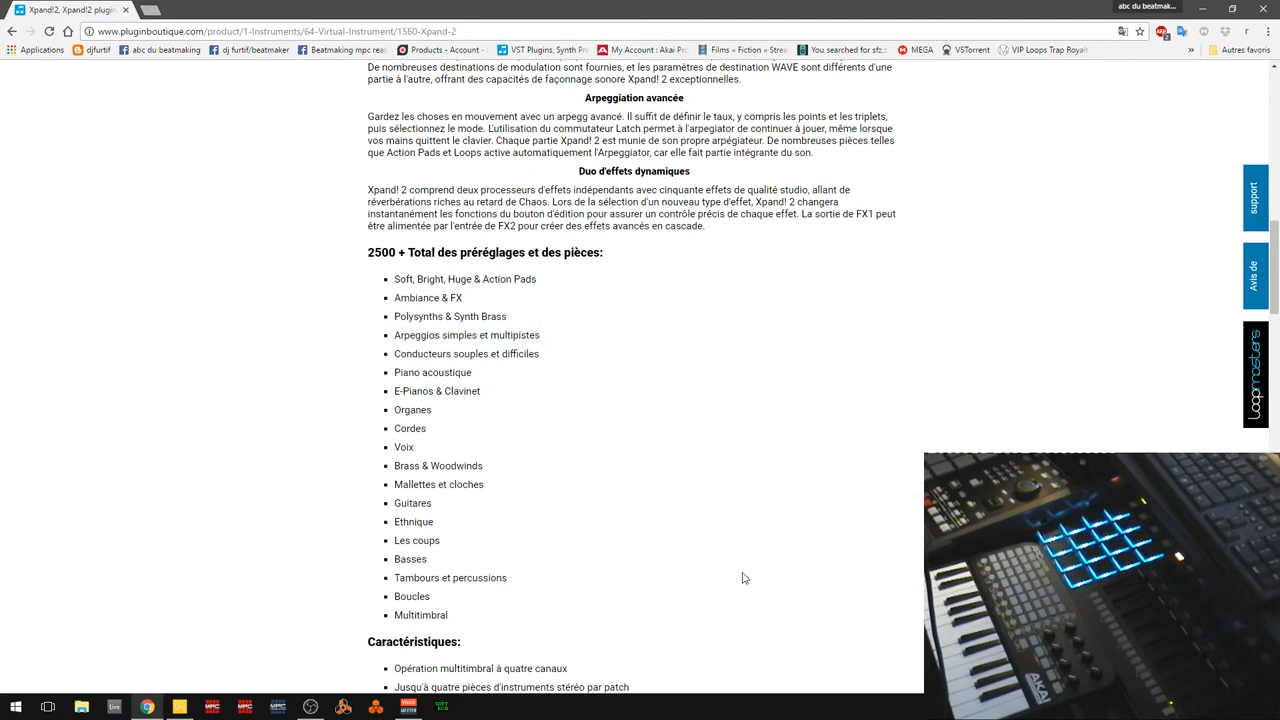 Xpand!2, Xpand!2 plugin
abc du beatmak...
www.pluginboutique.com/product/1-Instruments/64-Virtual-Instrument/1560-Xpand-2
Applications
djfurtif
abc du beatmaking
dj furtif/beatmaker
Beatmaking mpc reas
Products - Account -
VST Plugins, Synth Pr
My Account : Akai Pro
Films « Fiction « Stre
You searched for sfz
MEGA
VSTorrent
VIP Loops Trap Royalt
»
Autres favoris
De nombreuses destinations de modulation sont fournies, et les paramètres de destination WAVE sont différents d'une
partie à l'autre, offrant des capacités de façonnage sonore Xpand! 2 exceptionnelles.
Arpeggiation avancée
Gardez les choses en mouvement avec un arpegg avancé. Il suffit de définir le taux, y compris les points et les triplets,
puis sélectionnez le mode. L'utilisation du commutateur Latch permet à l'arpegiator de continuer à jouer, même lorsque
vos mains quittent le clavier. Chaque partie Xpand! 2 est munie de son propre arpégiateur. De nombreuses pièces telles
que Action Pads et Loops active automatiquement l'Arpeggiator, car elle fait partie intégrante du son.
Duo d'effets dynamiques
Xpand! 2 comprend deux processeurs d'effets indépendants avec cinquante effets de qualité studio, allant de
réverbérations riches au retard de Chaos. Lors de la sélection d'un nouveau type d'effet, Xpand! 2 changera
instantanément les fonctions du bouton d'édition pour assurer un contrôle précis de chaque effet. La sortie de FX1 peut
être alimentée par l'entrée de FX2 pour créer des effets avancés en cascade.
2500 + Total des préréglages et des pièces:
Soft, Bright, Huge & Action Pads
Ambiance & FX
Polysynths & Synth Brass
Arpeggios simples et multipistes
Conducteurs souples et difficiles
Piano acoustique
E-Pianos & Clavinet
Organes
Cordes
Voix
Brass & Woodwinds
Mallettes et cloches
Guitares
Ethnique
Les coups
Basses
Tambours et percussions
Boucles
Multitimbral
Caractéristiques:
Opération multitimbral à quatre canaux
Jusqu'à quatre pièces d'instruments stéréo par patch
support
Avis de
Loopmasters
AKAI
Live
Live
MPC
MPC
MPC